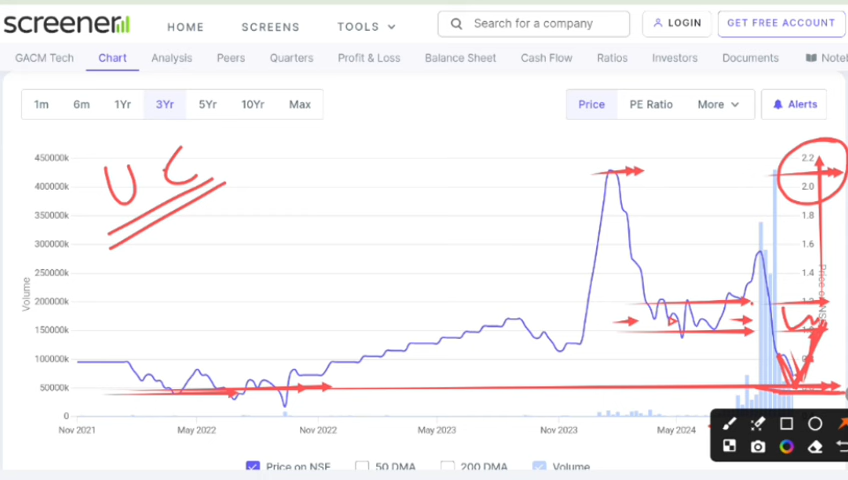 screener HOME SCREENS TOOLS Search for a company LOGIN GET FREE ACCOUNT
GACM Tech Chart Analysis Peers Quarters Profit & Loss Balance Sheet Cash Flow Ratios Investors Documents
1m 6m 1Yr 3Yr 5Yr 10Yr Max Price PE Ratio More Alerts
UC
450000k 2.2
400000k 2.0
350000k 1.8
300000k 1.6
250000k 1.4
200000k
150000k
100000k
50000k
0
Volume
Nov 2021 May 2022 Nov 2022 May 2023 Nov 2023 May 2024
Price on NSE 50 DMA 200 DMA Volume